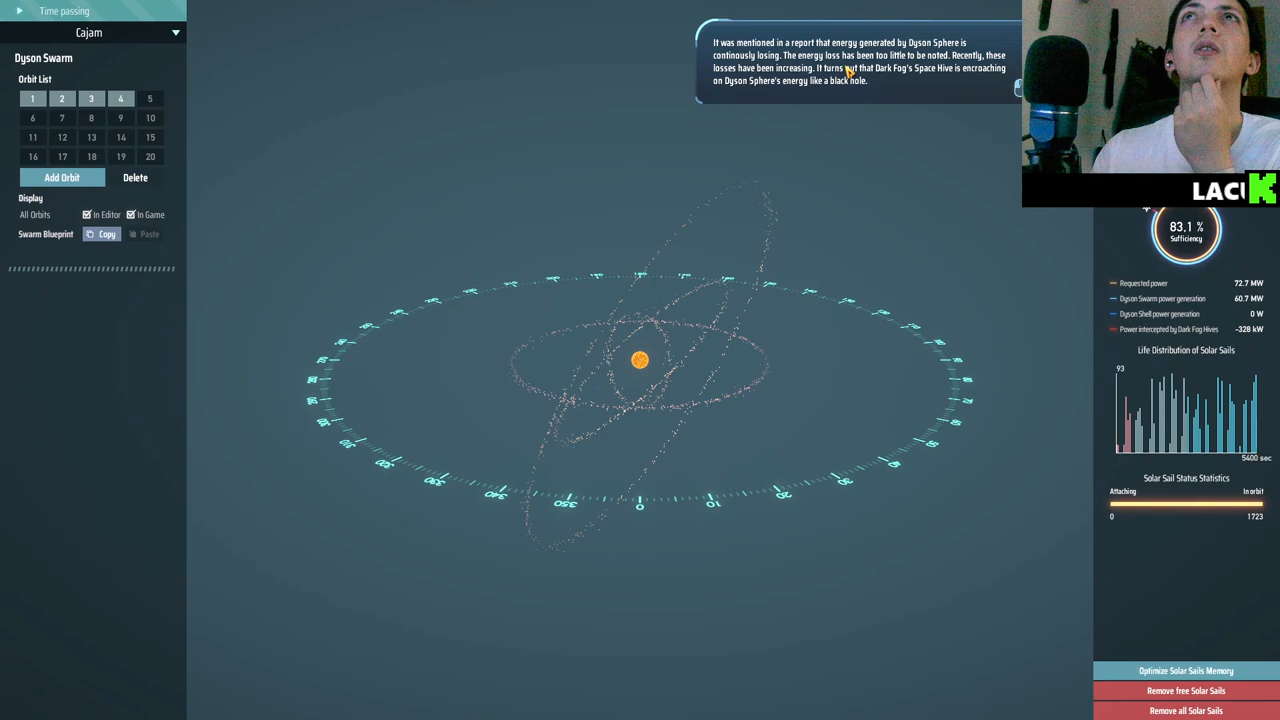 Time passing
Cajam
Dyson Swarm
Orbit List
1 2 3 4 5
6 7 8 9 10
11 12 13 14 15
16 17 18 19 20
Add Orbit Delete
Display
All Orbits In Editor In Game
Swarm Blueprint Copy Paste
It was mentioned in a report that energy generated by Dyson Sphere is
continously losing. The energy loss has been too little to be noted. Recently, these
losses have been increasing. It turns out that Dark Fog's Space Hive is encroaching
on Dyson Sphere's energy like a black hole.
83.1 %
Sufficiency
Requested power 72.7 MW
Dyson Swarm power generation 60.7 MW
Dyson Shell power generation 0 W
Power intercepted by Dark Fog Hives -328 kW
Life Distribution of Solar Sails
93
5400 sec
Solar Sail Status Statistics
Attaching In orbit
0 1723
310
340
350
0
10
20
Optimize Solar Sails Memory
Remove free Solar Sails
Remove all Solar Sails